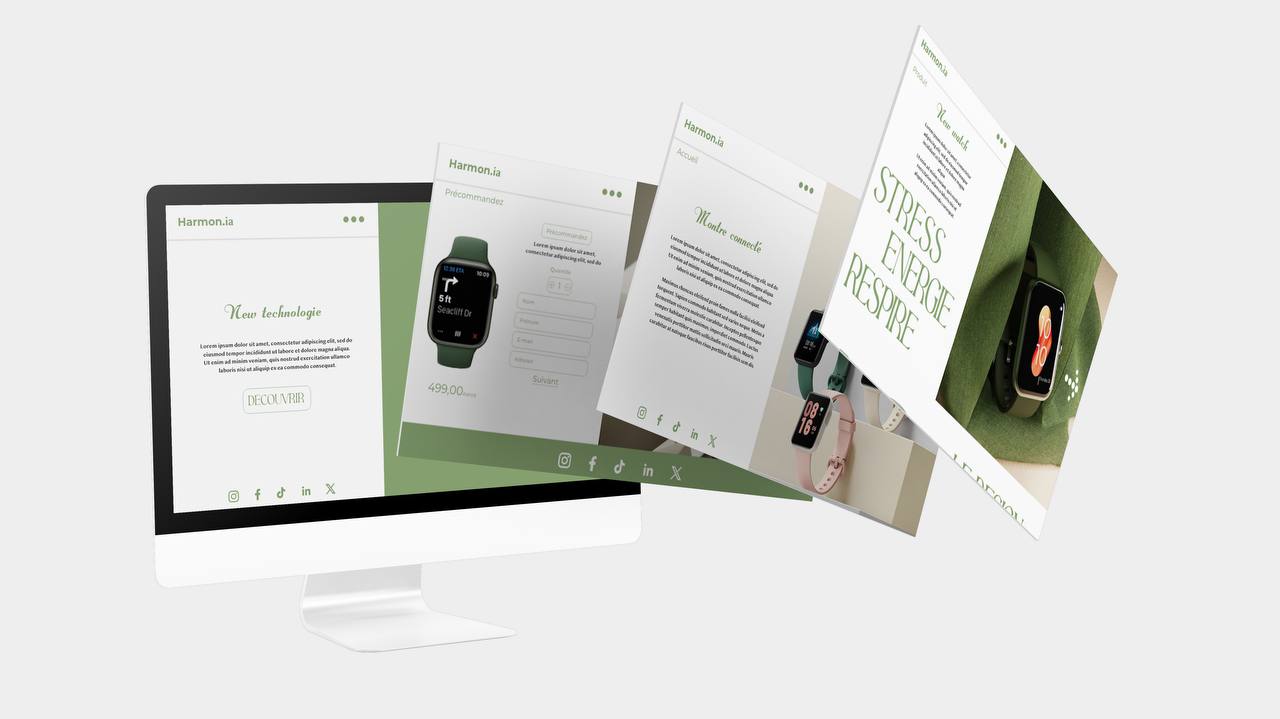 Harmon.ia
New technologie
Lorem ipsum dolor sit amet, consectetur adipiscing elit, sed do
eiusmod tempor incididunt ut labore et dolore magna aliqua.
Ut enim ad minim veniam, quis nostrud exercitation ullamco
laboris nisi ut aliquip ex ea commodo consequat.
DECOUVRIR
Harmon.ia
Précommandez
10:36 ETA
10:09
5 ft
Seacliff Dr
499,00euros
Précommandez
Lorem ipsum dolor sit amet,
consectetur adipiscing elit, sed do
Quantité
1
Nom
Prénom
E-mail
Adresse
Suivant
Harmon.ia
Accueil
Montre connecté
Lorem ipsum dolor sit amet, consectetur adipiscing elit, sed do
eiusmod tempor incididunt ut labore et dolore magna aliqua.
Ut enim ad minim veniam, quis nostrud exercitation ullamco
laboris nisi ut aliquip ex ea commodo consequat.
08
16
Harmon.ia
Produit
New watch
STRESS
ENERGIE
RESPIRE
10
10
LE DESIGN